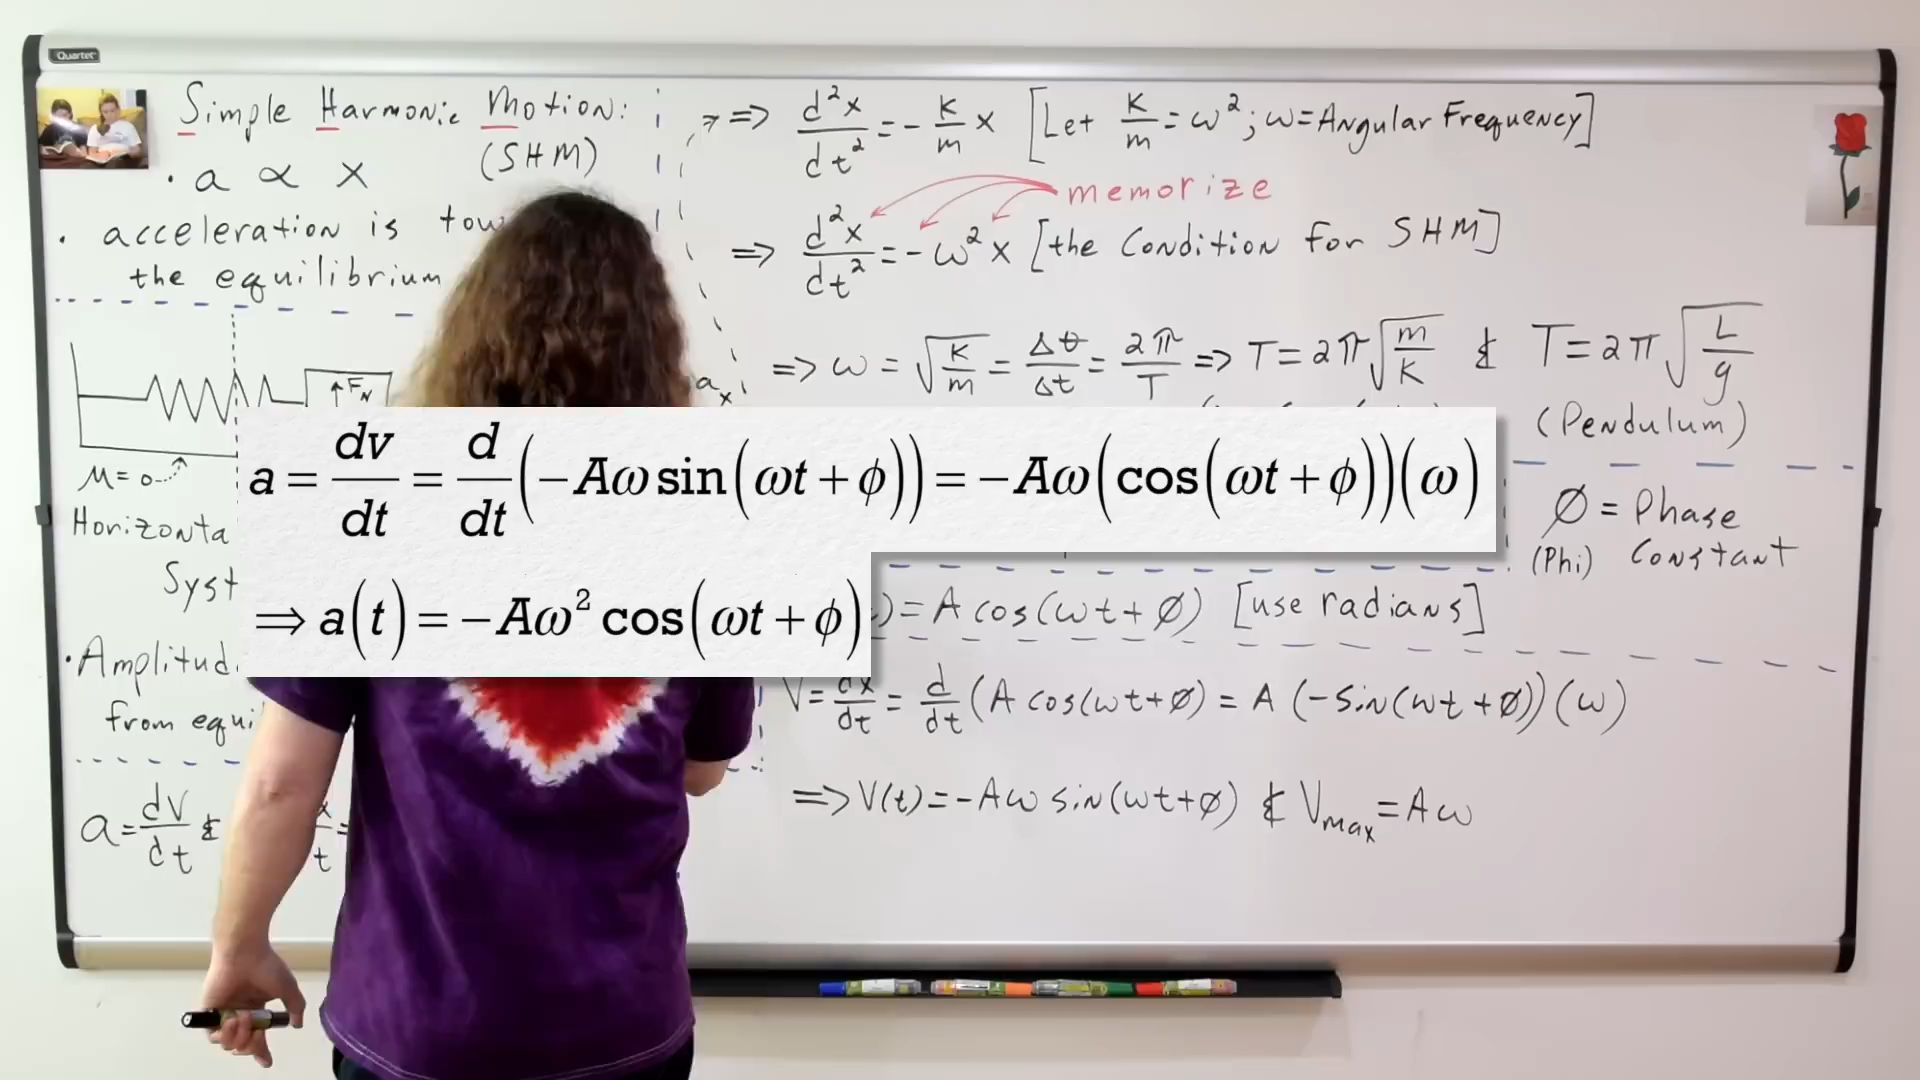 Quartet
Simple Harmonic Motion:
(SHM)
· a ∝ x
· acceleration is
the equilibrium
F_N
μ = 0
Horizonta
Syst
· Amplitud
from equi
a = dv/dt &
=> d²x/dt² = - k/m x [Let k/m = ω²; ω = Angular Frequency]
memorize
=> d²x/dt² = - ω² x [the Condition for SHM]
=> ω = √(k/m) = Δθ/Δt = 2π/T => T = 2π√(m/k) & T = 2π√(L/g)
(Pendulum)
a_x
a = dv/dt = d/dt (-Aω sin(ωt + ϕ)) = -Aω(cos(ωt + ϕ))(ω)
⇒ a(t) = -Aω² cos(ωt + ϕ)
ø = Phase
(Phi) Constant
) = A cos(ωt + ø) [use radians]
V = dx/dt = d/dt (A cos(ωt + ø) = A (-sin(ωt + ø))(ω)
=> V(t) = -Aω sin(ωt + ø) & Vmax = Aω